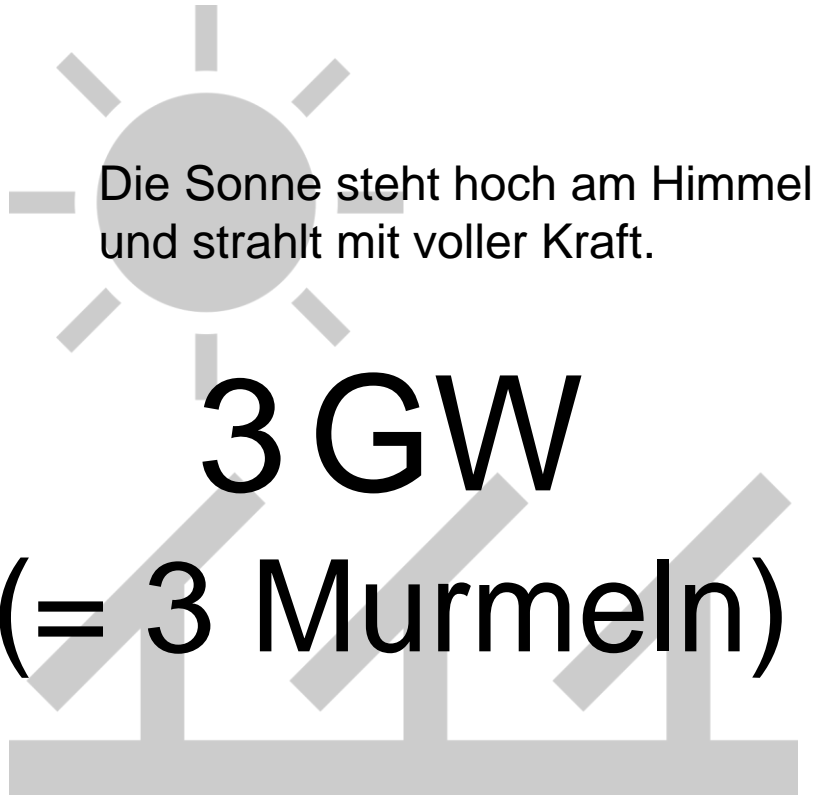 Die Sonne steht hoch am Himmel
und strahlt mit voller Kraft.
3 GW
(= 3 Murmeln)